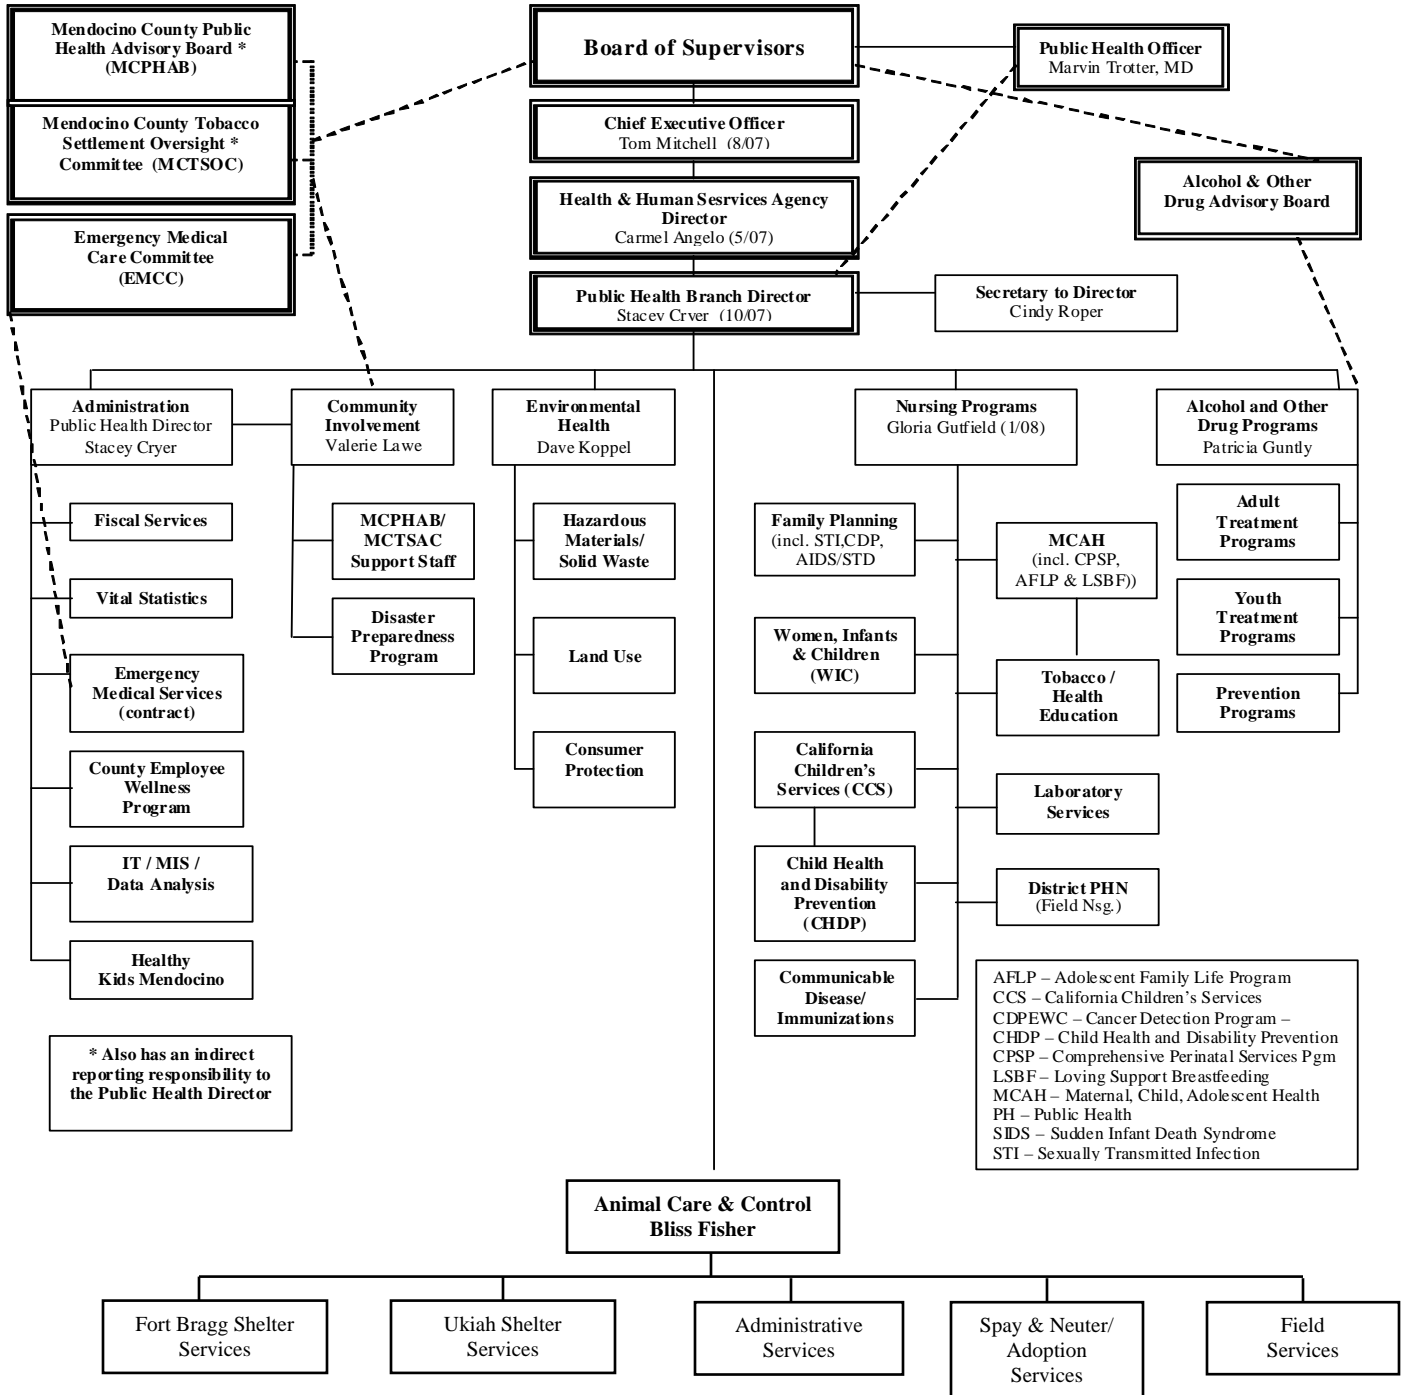 Mendocino County Public
Health Advisory Board *
(MCPHAB)
Mendocino County Tobacco
Settlement Oversight *
Committee (MCTSOC)
Emergency Medical
Care Committee
(EMCC)
Board of Supervisors
Public Health Officer
Marvin Trotter, MD
Chief Executive Officer
Tom Mitchell (8/07)
Health & Human Sesrvices Agency
Director
Carmel Angelo (5/07)
Alcohol & Other
Drug Advisory Board
Public Health Branch Director
Stacey Cryer (10/07)
Secretary to Director
Cindy Roper
Administration
Public Health Director
Stacey Cryer
Community
Involvement
Valerie Lawe
Environmental
Health
Dave Koppel
Nursing Programs
Gloria Gutfield (1/08)
Alcohol and Other
Drug Programs
Patricia Guntly
Fiscal Services
Vital Statistics
Emergency
Medical Services
(contract)
County Employee
Wellness
Program
IT / MIS /
Data Analysis
Healthy
Kids Mendocino
MCPHAB/
MCTSAC
Support Staff
Disaster
Preparedness
Program
Hazardous
Materials/
Solid Waste
Land Use
Consumer
Protection
Family Planning
(incl. STI,CDP,
AIDS/STD
Women, Infants
& Children
(WIC)
California
Children's
Services (CCS)
Child Health
and Disability
Prevention
(CHDP)
Communicable
Disease/
Immunizations
MCAH
(incl. CPSP,
AFLP & LSBF))
Tobacco /
Health
Education
Laboratory
Services
District PHN
(Field Nsg.)
Adult
Treatment
Programs
Youth
Treatment
Programs
Prevention
Programs
* Also has an indirect
reporting responsibility to
the Public Health Director
AFLP – Adolescent Family Life Program
CCS – California Children's Services
CDPEWC – Cancer Detection Program –
CHDP – Child Health and Disability Prevention
CPSP – Comprehensive Perinatal Services Pgm
LSBF – Loving Support Breastfeeding
MCAH – Maternal, Child, Adolescent Health
PH – Public Health
SIDS – Sudden Infant Death Syndrome
STI – Sexually Transmitted Infection
Animal Care & Control
Bliss Fisher
Fort Bragg Shelter
Services
Ukiah Shelter
Services
Administrative
Services
Spay & Neuter/
Adoption
Services
Field
Services